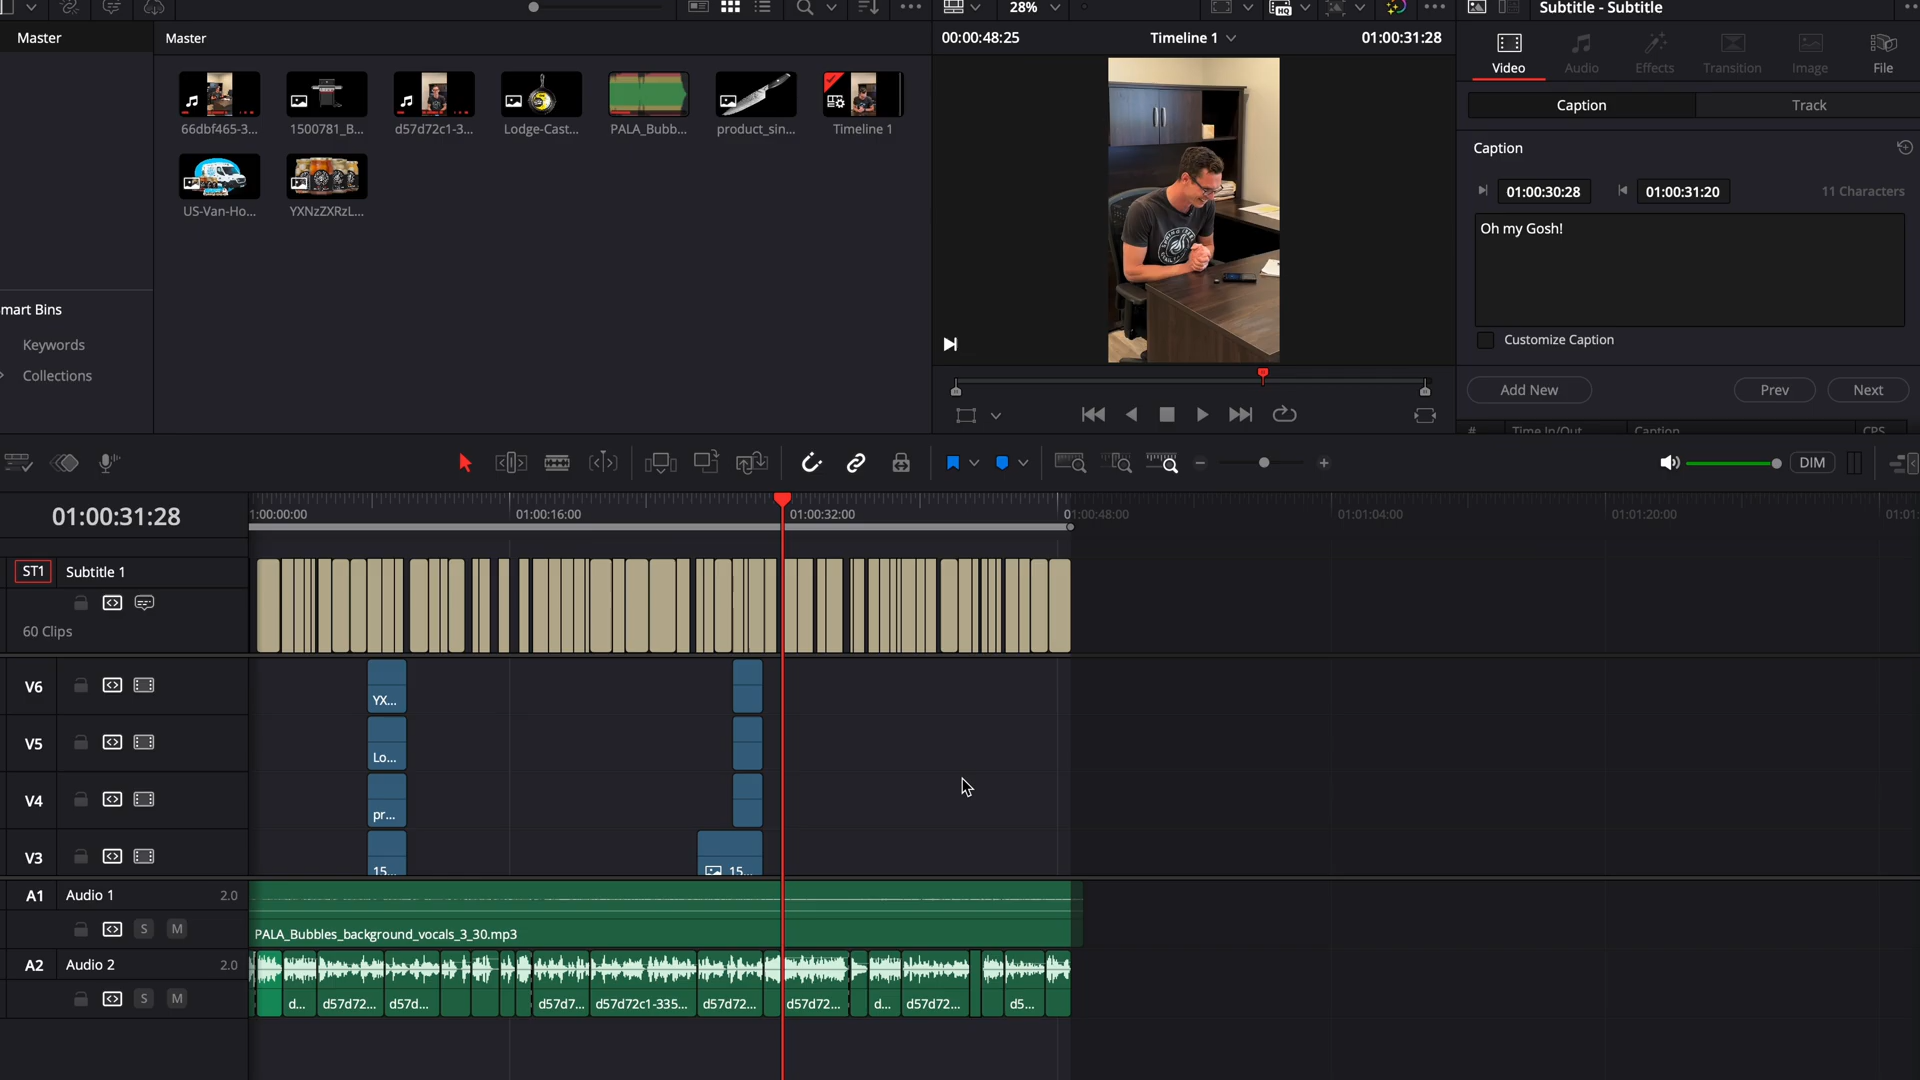 28%
Subtitle - Subtitle
HQ
Master
Master
00:00:48:25
Timeline 1
01:00:31:28
Video
Audio
Effects
Transition
Image
File
Caption
Track
66dbf465-3...
1500781_B...
d57d72c1-3...
Lodge-Cast...
PALA_Bubb...
product_sin...
Timeline 1
Caption
01:00:30:28
01:00:31:20
11 Characters
Oh my Gosh!
US-Van-Ho...
YXNzZXRzL...
mart Bins
Keywords
Collections
Customize Caption
Add New
Prev
Next
# Time In/Out Caption CPS
DIM
01:00:31:28
1:00:00:00
01:00:16:00
01:00:32:00
01:00:48:00
01:01:04:00
01:01:20:00
01:01:
ST1
Subtitle 1
60 Clips
V6
YX...
V5
Lo...
V4
pr...
V3
15...
15...
A1
Audio 1
2.0
S
M
PALA_Bubbles_background_vocals_3_30.mp3
A2
Audio 2
2.0
S
M
d...
d57d72...
d57d...
d57d7...
d57d72c1-335...
d57d72...
d57d72...
d...
d57d72...
d5...